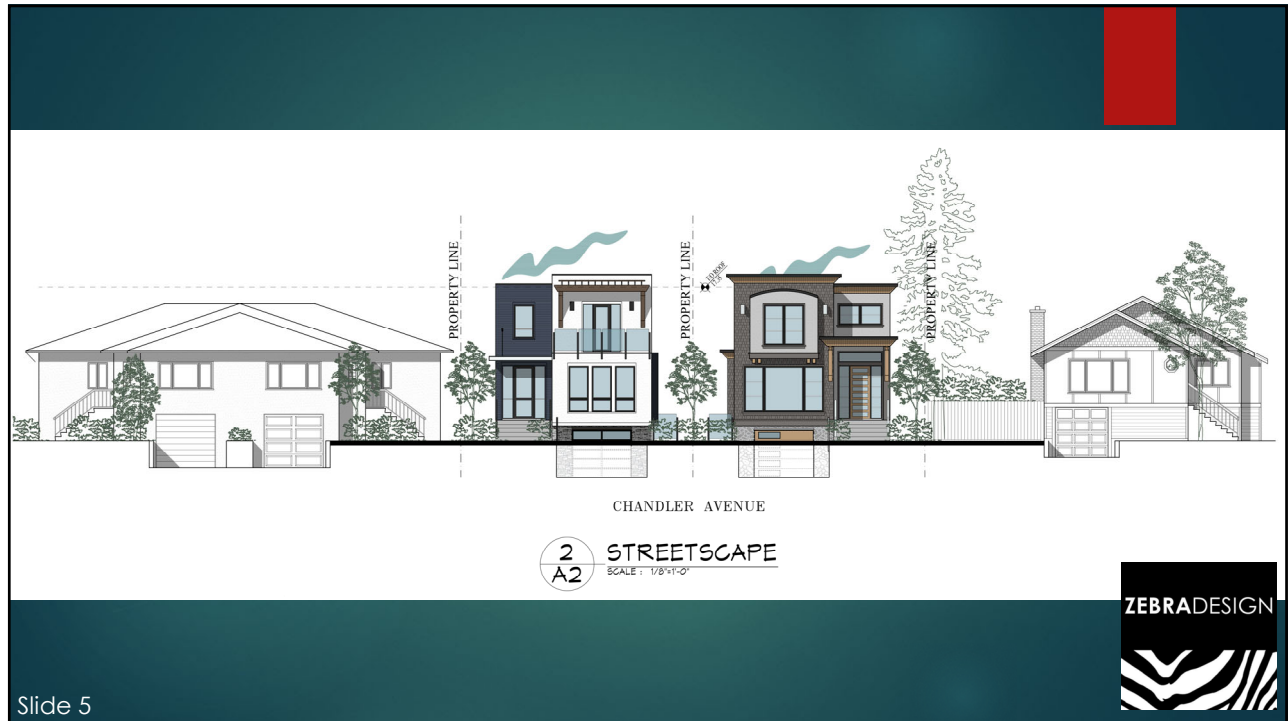 PROPERTY LINE
PROPERTY LINE
PROPERTY LINE
CHANDLER AVENUE
2
A2
STREETSCAPE
SCALE : 1/8"=1'-0"
ZEBRADESIGN
Slide 5